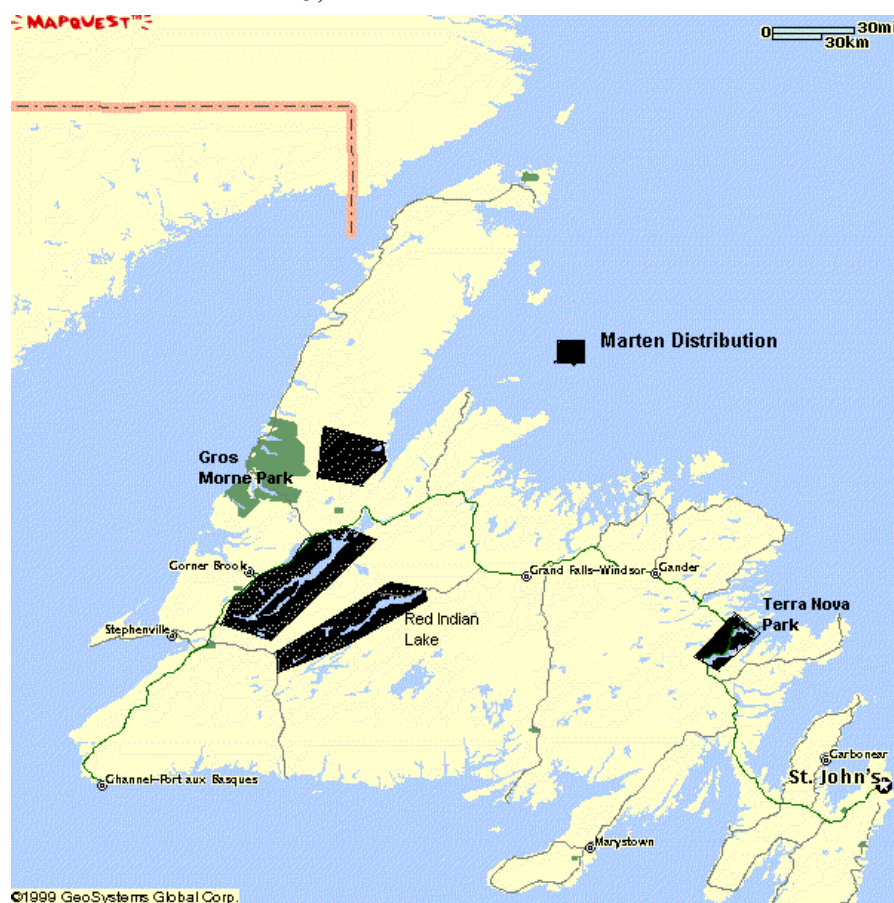 MAPQUEST™
0 30mi
30km
Marten Distribution
Gros
Morne Park
Corner Brook
Grand Falls-Windsor
Gander
Stephenville
Red Indian
Lake
Terra Nova
Park
Carbonear
St. John's
Channel-Port aux Basques
Marystown
©1999 GeoSystems Global Corp.